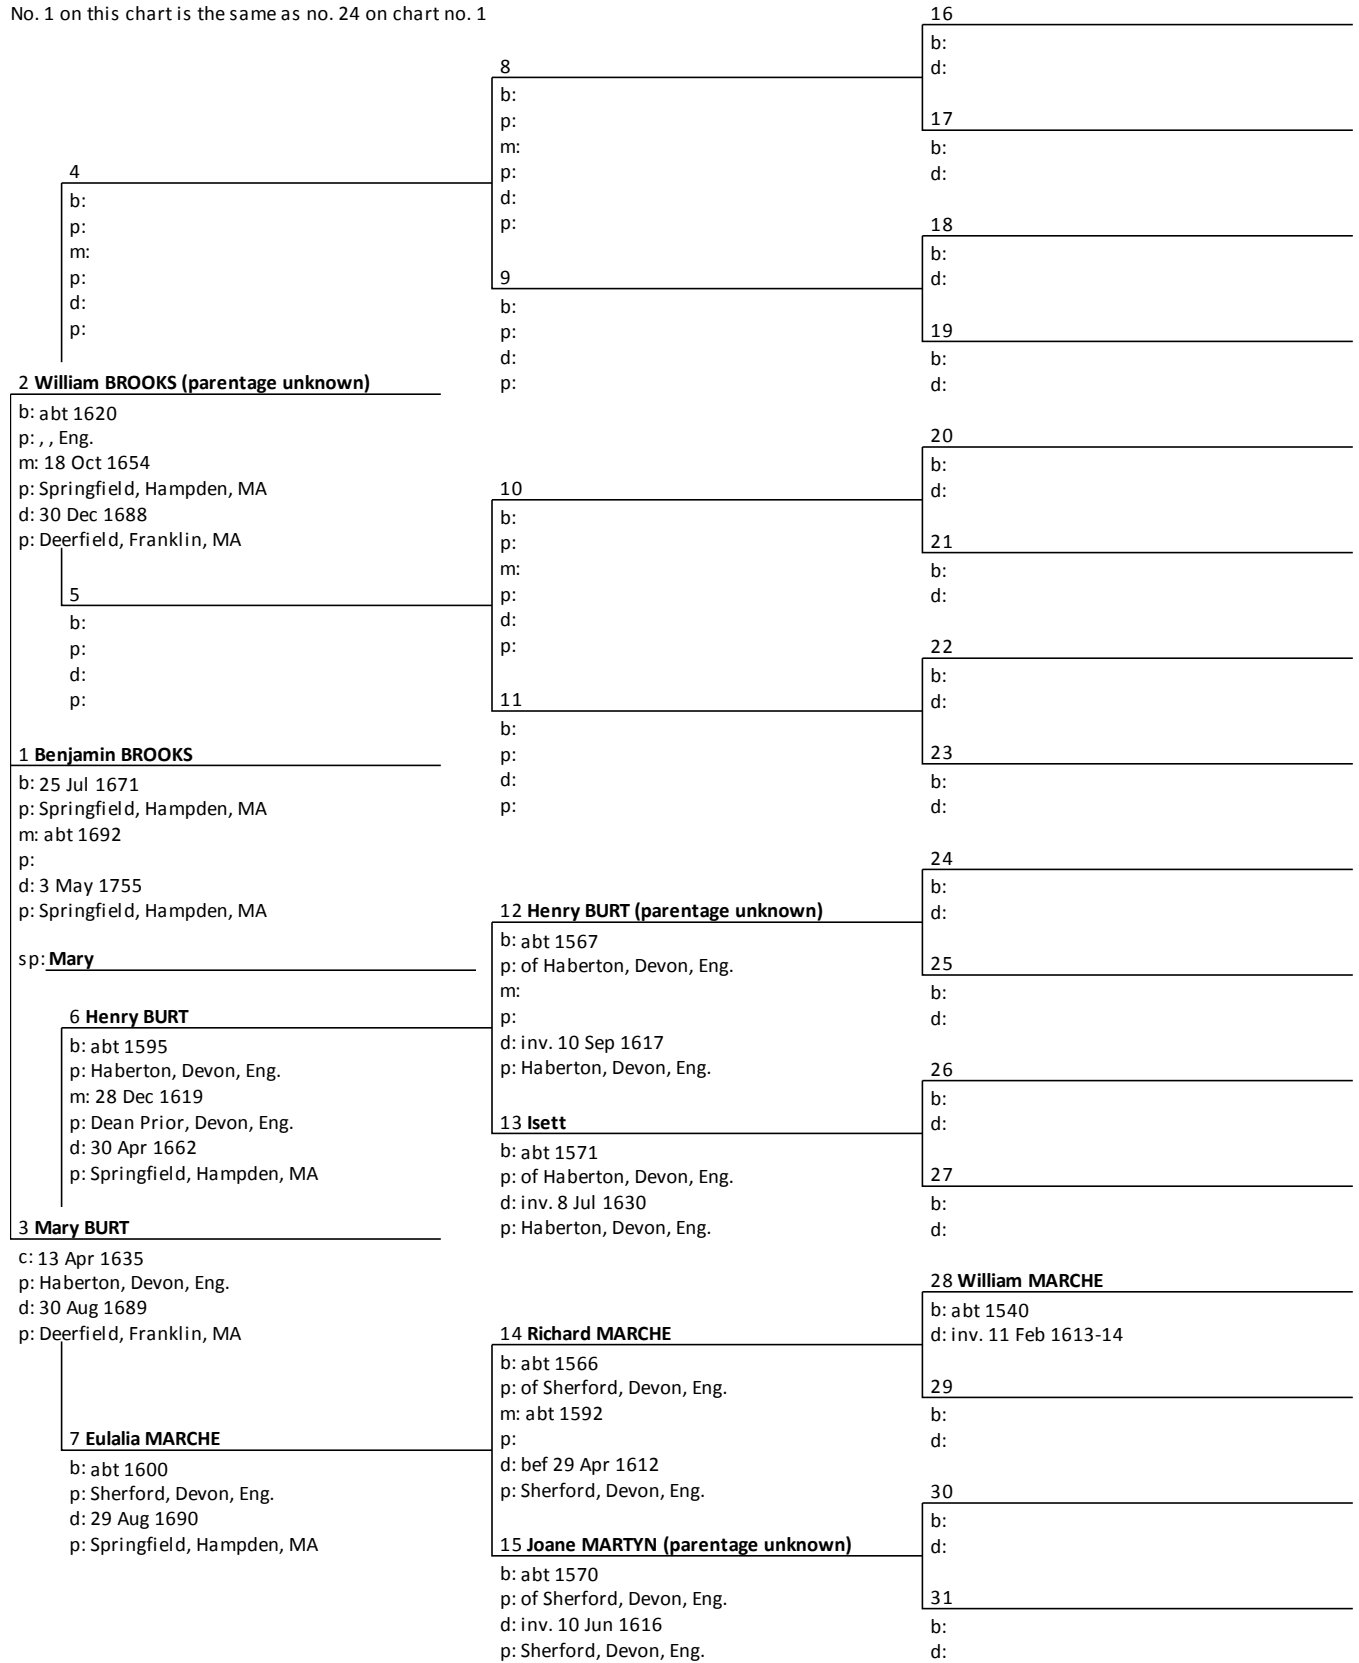 No. 1 on this chart is the same as no. 24 on chart no. 1
16
b:
d:
8
b:
p:
m:
p:
d:
p:
17
b:
d:
4
b:
p:
m:
p:
d:
p:
18
b:
d:
9
b:
p:
d:
p:
19
b:
d:
2 William BROOKS (parentage unknown)
b: abt 1620
p: , , Eng.
m: 18 Oct 1654
p: Springfield, Hampden, MA
d: 30 Dec 1688
p: Deerfield, Franklin, MA
20
b:
d:
10
b:
p:
m:
p:
d:
p:
21
b:
d:
5
b:
p:
d:
p:
22
b:
d:
11
b:
p:
d:
p:
23
b:
d:
1 Benjamin BROOKS
b: 25 Jul 1671
p: Springfield, Hampden, MA
m: abt 1692
p:
d: 3 May 1755
p: Springfield, Hampden, MA
sp: Mary
24
b:
d:
12 Henry BURT (parentage unknown)
b: abt 1567
p: of Haberton, Devon, Eng.
m:
p:
d: inv. 10 Sep 1617
p: Haberton, Devon, Eng.
25
b:
d:
6 Henry BURT
b: abt 1595
p: Haberton, Devon, Eng.
m: 28 Dec 1619
p: Dean Prior, Devon, Eng.
d: 30 Apr 1662
p: Springfield, Hampden, MA
26
b:
d:
13 Isett
b: abt 1571
p: of Haberton, Devon, Eng.
d: inv. 8 Jul 1630
p: Haberton, Devon, Eng.
27
b:
d:
3 Mary BURT
c: 13 Apr 1635
p: Haberton, Devon, Eng.
d: 30 Aug 1689
p: Deerfield, Franklin, MA
28 William MARCHE
b: abt 1540
d: inv. 11 Feb 1613-14
14 Richard MARCHE
b: abt 1566
p: of Sherford, Devon, Eng.
m: abt 1592
p:
d: bef 29 Apr 1612
p: Sherford, Devon, Eng.
29
b:
d:
7 Eulalia MARCHE
b: abt 1600
p: Sherford, Devon, Eng.
d: 29 Aug 1690
p: Springfield, Hampden, MA
30
b:
d:
15 Joane MARTYN (parentage unknown)
b: abt 1570
p: of Sherford, Devon, Eng.
d: inv. 10 Jun 1616
p: Sherford, Devon, Eng.
31
b:
d: